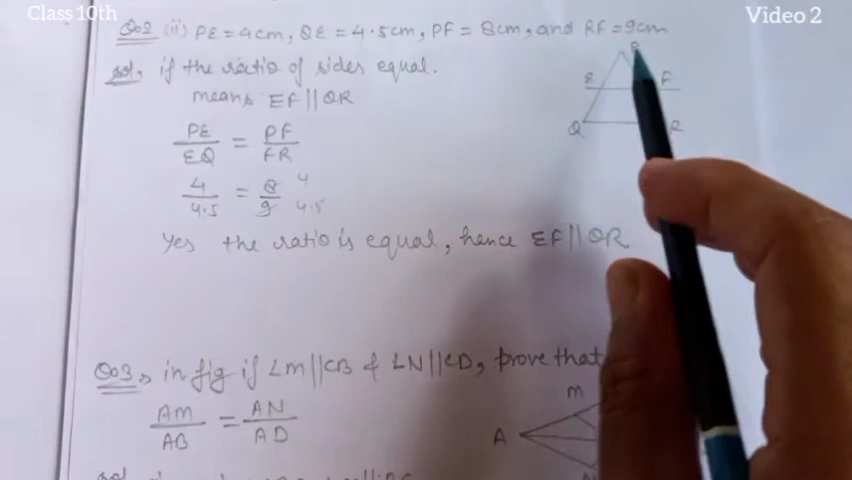 Class 10th
Video 2
Q.2 (ii) PE = 4cm, QE = 4.5cm, PF = 8cm, and RF = 9cm
sol, if the ratio of sides equal.
means EF || QR
P
E F
Q R
PE/EQ = PF/FR
4/4.5 = 8/9 4 4.5
Yes the ratio is equal, hence EF || QR
Q.3, in fig if LM || CB & LN || CD, prove that
AM/AB = AN/AD
M
A
sol